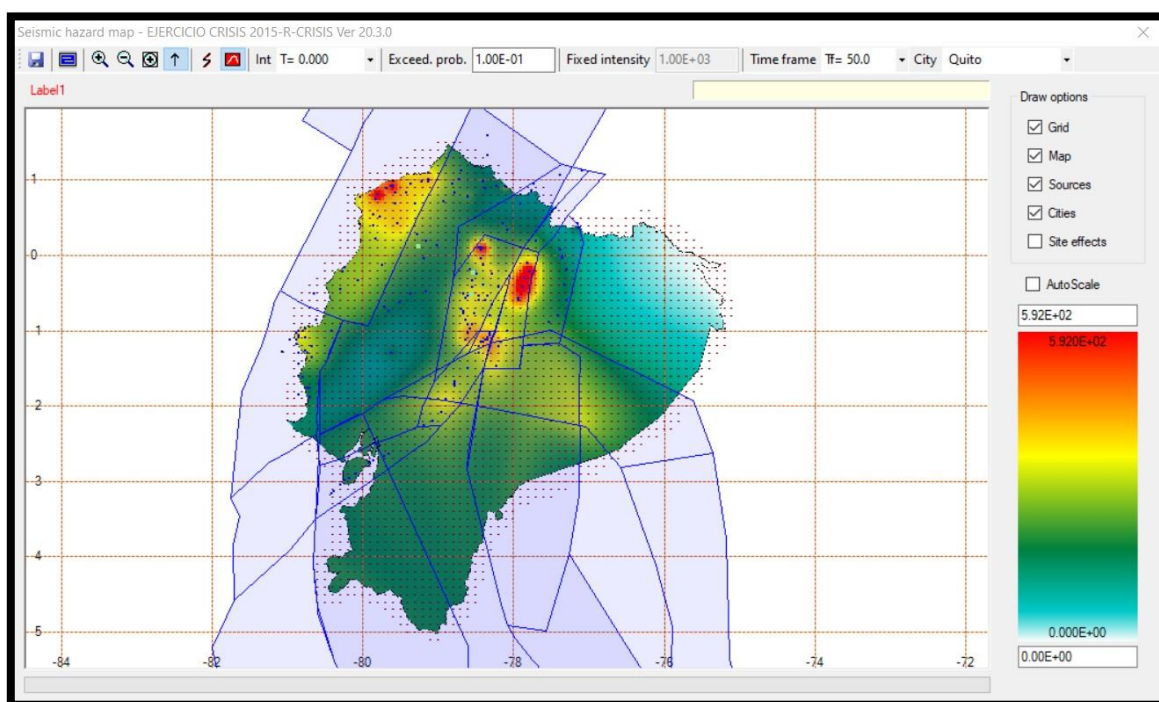 Seismic hazard map - EJERCICIO CRISIS 2015-R-CRISIS Ver 20.3.0
Int T= 0.000 Exceed. prob. 1.00E-01 Fixed intensity 1.00E+03 Time frame Tf= 50.0 City Quito
Label1
Draw options
Grid
Map
Sources
Cities
Site effects
AutoScale
5.92E+02
5.920E+02
0.000E+00
0.00E+00
1
0
-1
-2
-3
-4
-5
-84 -82 -80 -78 -76 -74 -72